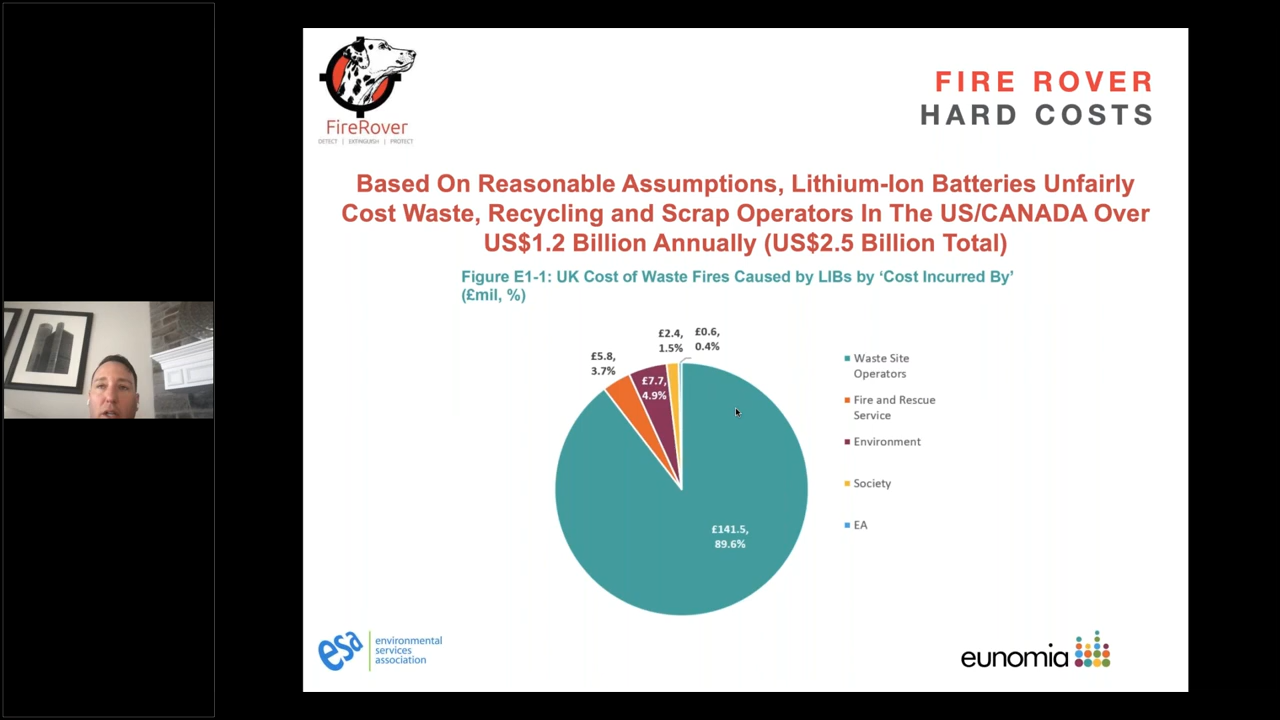 FireRover
DETECT | EXTINGUISH | PROTECT
FIRE ROVER
HARD COSTS
Based On Reasonable Assumptions, Lithium-Ion Batteries Unfairly
Cost Waste, Recycling and Scrap Operators In The US/CANADA Over
US$1.2 Billion Annually (US$2.5 Billion Total)
Figure E1-1: UK Cost of Waste Fires Caused by LIBs by ‘Cost Incurred By’
(£mil, %)
£5.8,
3.7%
£7.7,
4.9%
£2.4,
1.5%
£0.6,
0.4%
£141.5,
89.6%
Waste Site
Operators
Fire and Rescue
Service
Environment
Society
EA
esa
environmental
services
association
eunomia